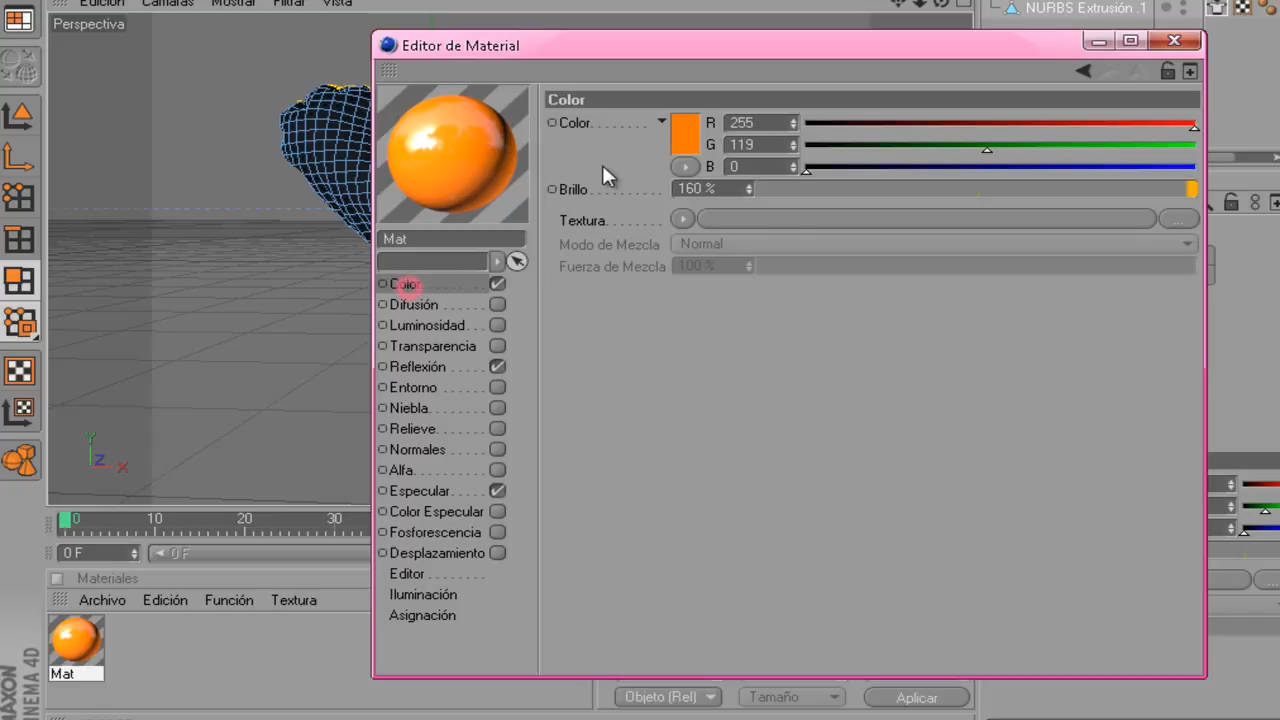 Edición Cámaras Mostrar Filtrar Vista
NURBS Extrusión .1
Perspectiva
Editor de Material
Color
Color R 255
G 119
B 0
Brillo 160 %
Textura ...
Modo de Mezcla Normal
Fuerza de Mezcla 100 %
Mat
Color
Difusión
Luminosidad
Transparencia
Reflexión
Entorno
Niebla
Relieve
Normales
Alfa
Especular
Color Especular
Fosforescencia
Desplazamiento
Editor
Iluminación
Asignación
Y
Z X
0 10 20 30
0 F 0 F
Materiales
Archivo Edición Función Textura
Mat
MAXON
CINEMA 4D
Objeto (Rel) Tamaño Aplicar